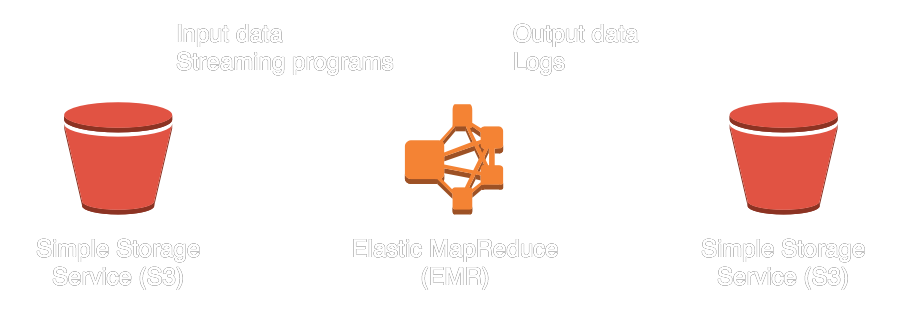 Input data
Streaming programs
Output data
Logs
Simple Storage
Service (S3)
Elastic MapReduce
(EMR)
Simple Storage
Service (S3)